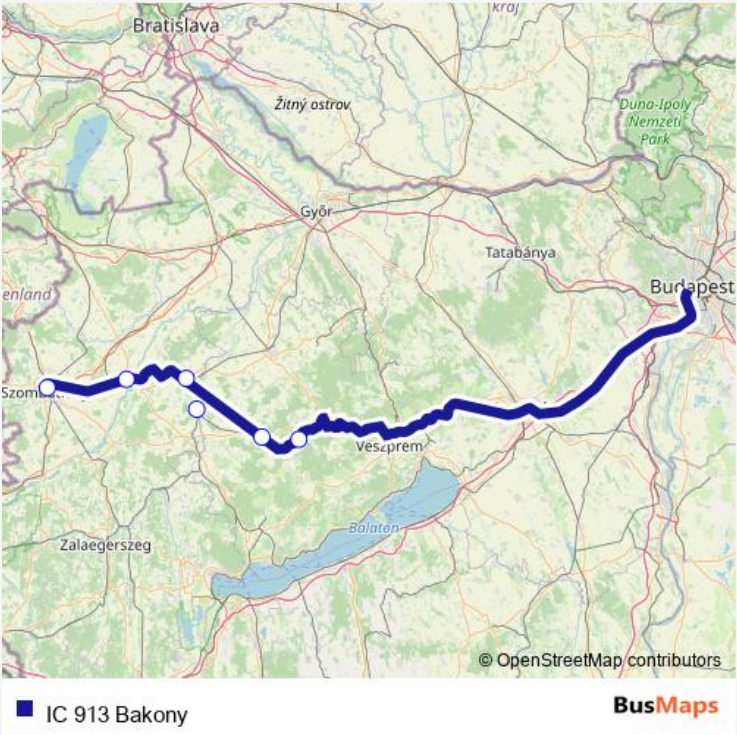 kraj
Bratislava
Žitný ostrov
Duna-Ipoly
Nemzeti
Park
Győr
Tatabánya
Budapest
enland
Veszprém
Balaton
Zalaegerszeg
© OpenStreetMap contributors
IC 913 Bakony
BusMaps